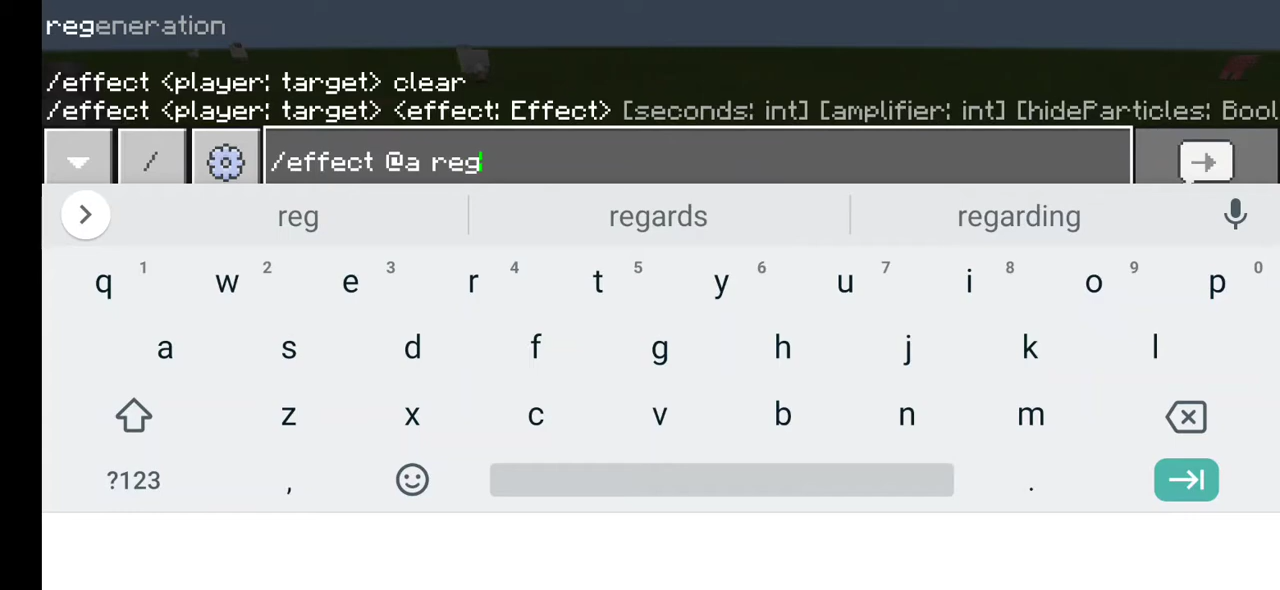 regeneration
/effect <player: target> clear
/effect <player: target> <effect: Effect> [seconds: int] [amplifier: int] [hideParticles: Bool
/ /effect @a reg
reg regards regarding
q 1 w 2 e 3 r 4 t 5 y 6 u 7 i 8 o 9 p 0
a s d f g h j k l
z x c v b n m
?123 , .